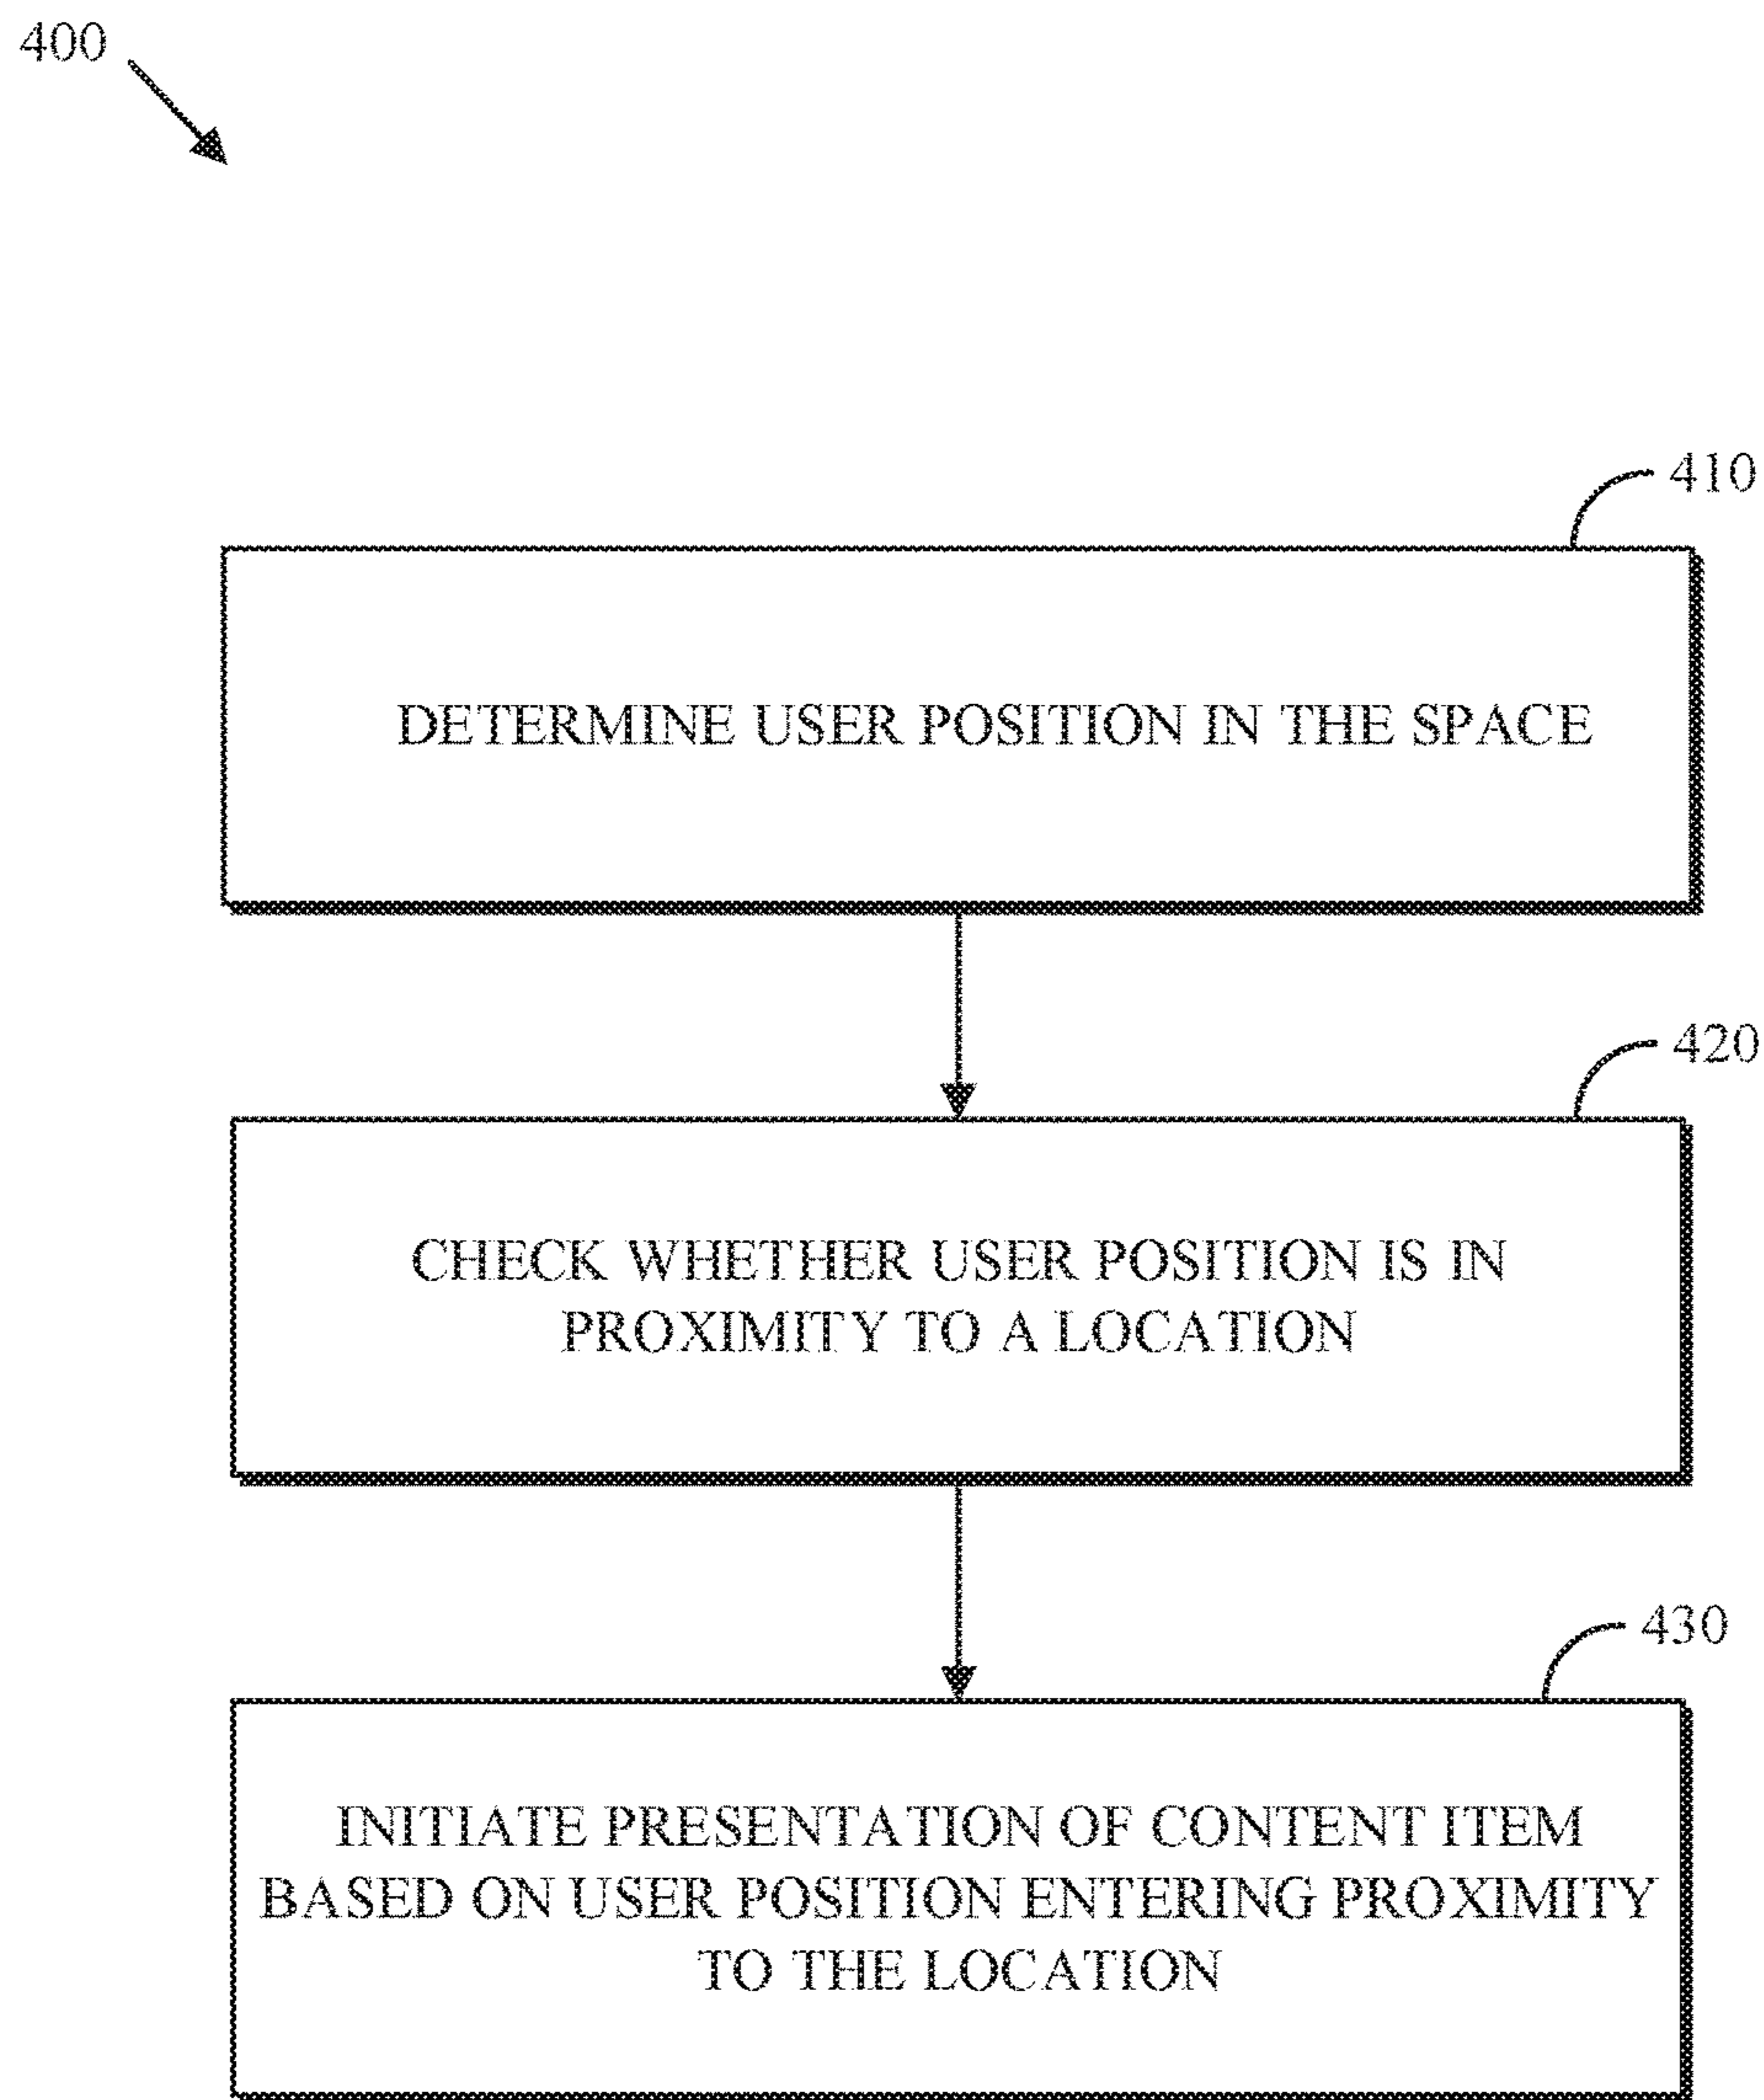 400
410
DETERMINE USER POSITION IN THE SPACE
420
CHECK WHETHER USER POSITION IS IN
PROXIMITY TO A LOCATION
430
INITIATE PRESENTATION OF CONTENT ITEM
BASED ON USER POSITION ENTERING PROXIMITY
TO THE LOCATION